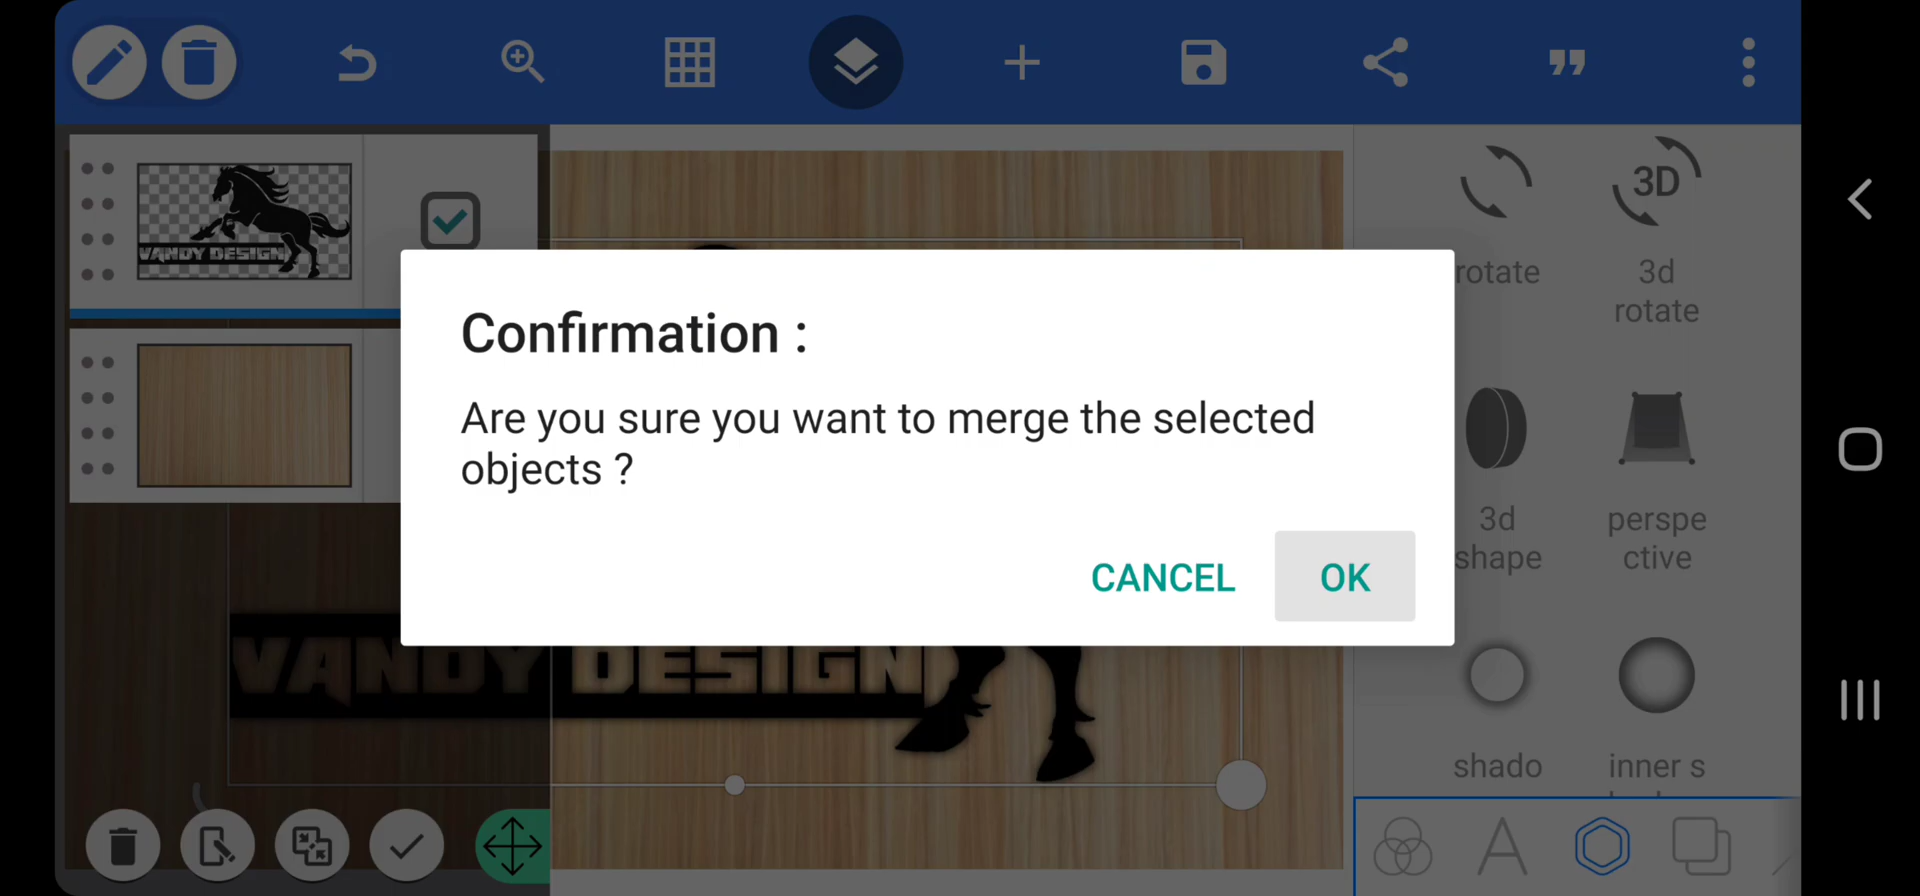 VANDY DESIGN
Confirmation :
Are you sure you want to merge the selected
objects ?
CANCEL
OK
3D
rotate
3d
rotate
3d
shape
perspe
ctive
VANDY DESIGN
shado
inner s
A